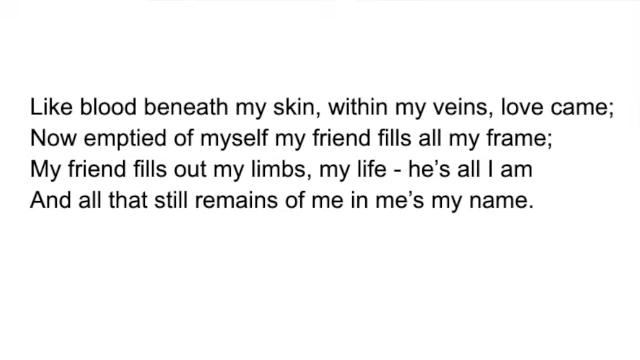 Like blood beneath my skin, within my veins, love came;
Now emptied of myself my friend fills all my frame;
My friend fills out my limbs, my life - he’s all I am
And all that still remains of me in me’s my name.